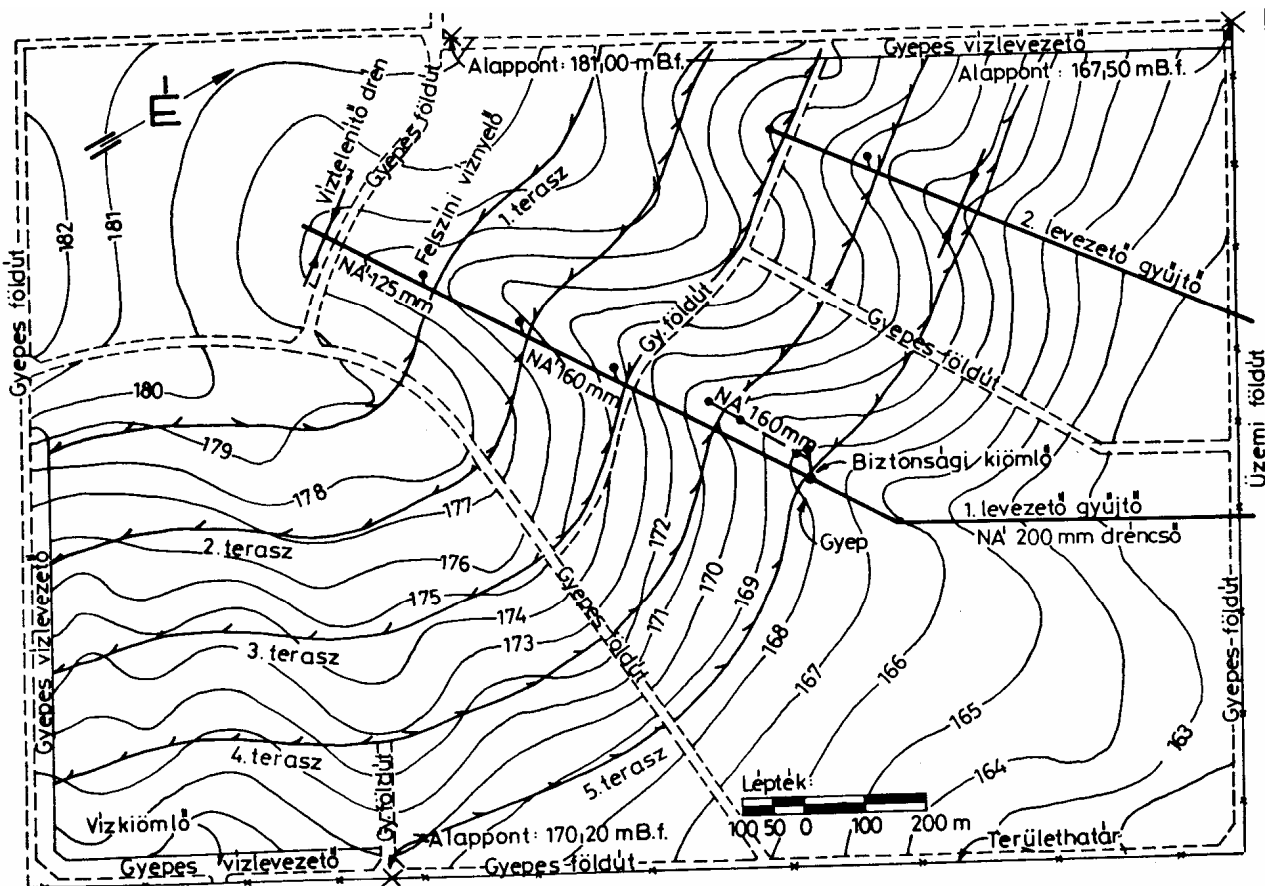 Gyepes vízlevezető
Alappont: 181,00 mB.f.
Alappont: 167,50 mB.f.
É
Víztelenítő drén
Gyepes földút
Felszíni víznyelő
1. terasz
182
181
NA 125 mm
2. levezető gyűjtő
Gyepes földút
Gy. földút
Gyepes földút
NA 160 mm
NA 160 mm
Üzemi földút
180
179
178
177
Biztonsági kiömlő
1. levezető gyűjtő
NA 200 mm dréncső
Gyep
2. terasz
176
175
174
173
172
171
170
169
168
167
166
165
164
163
Gyepes földút
3. terasz
4. terasz
5. terasz
Gyepes vízlevezető
Gyepes-földút
Gy.földút
Vízkiömlő
Lépték:
100 50 0 100 200 m
Alappont: 170,20 mB.f.
Területhatár
Gyepes vízlevezető
Gyepes-földút